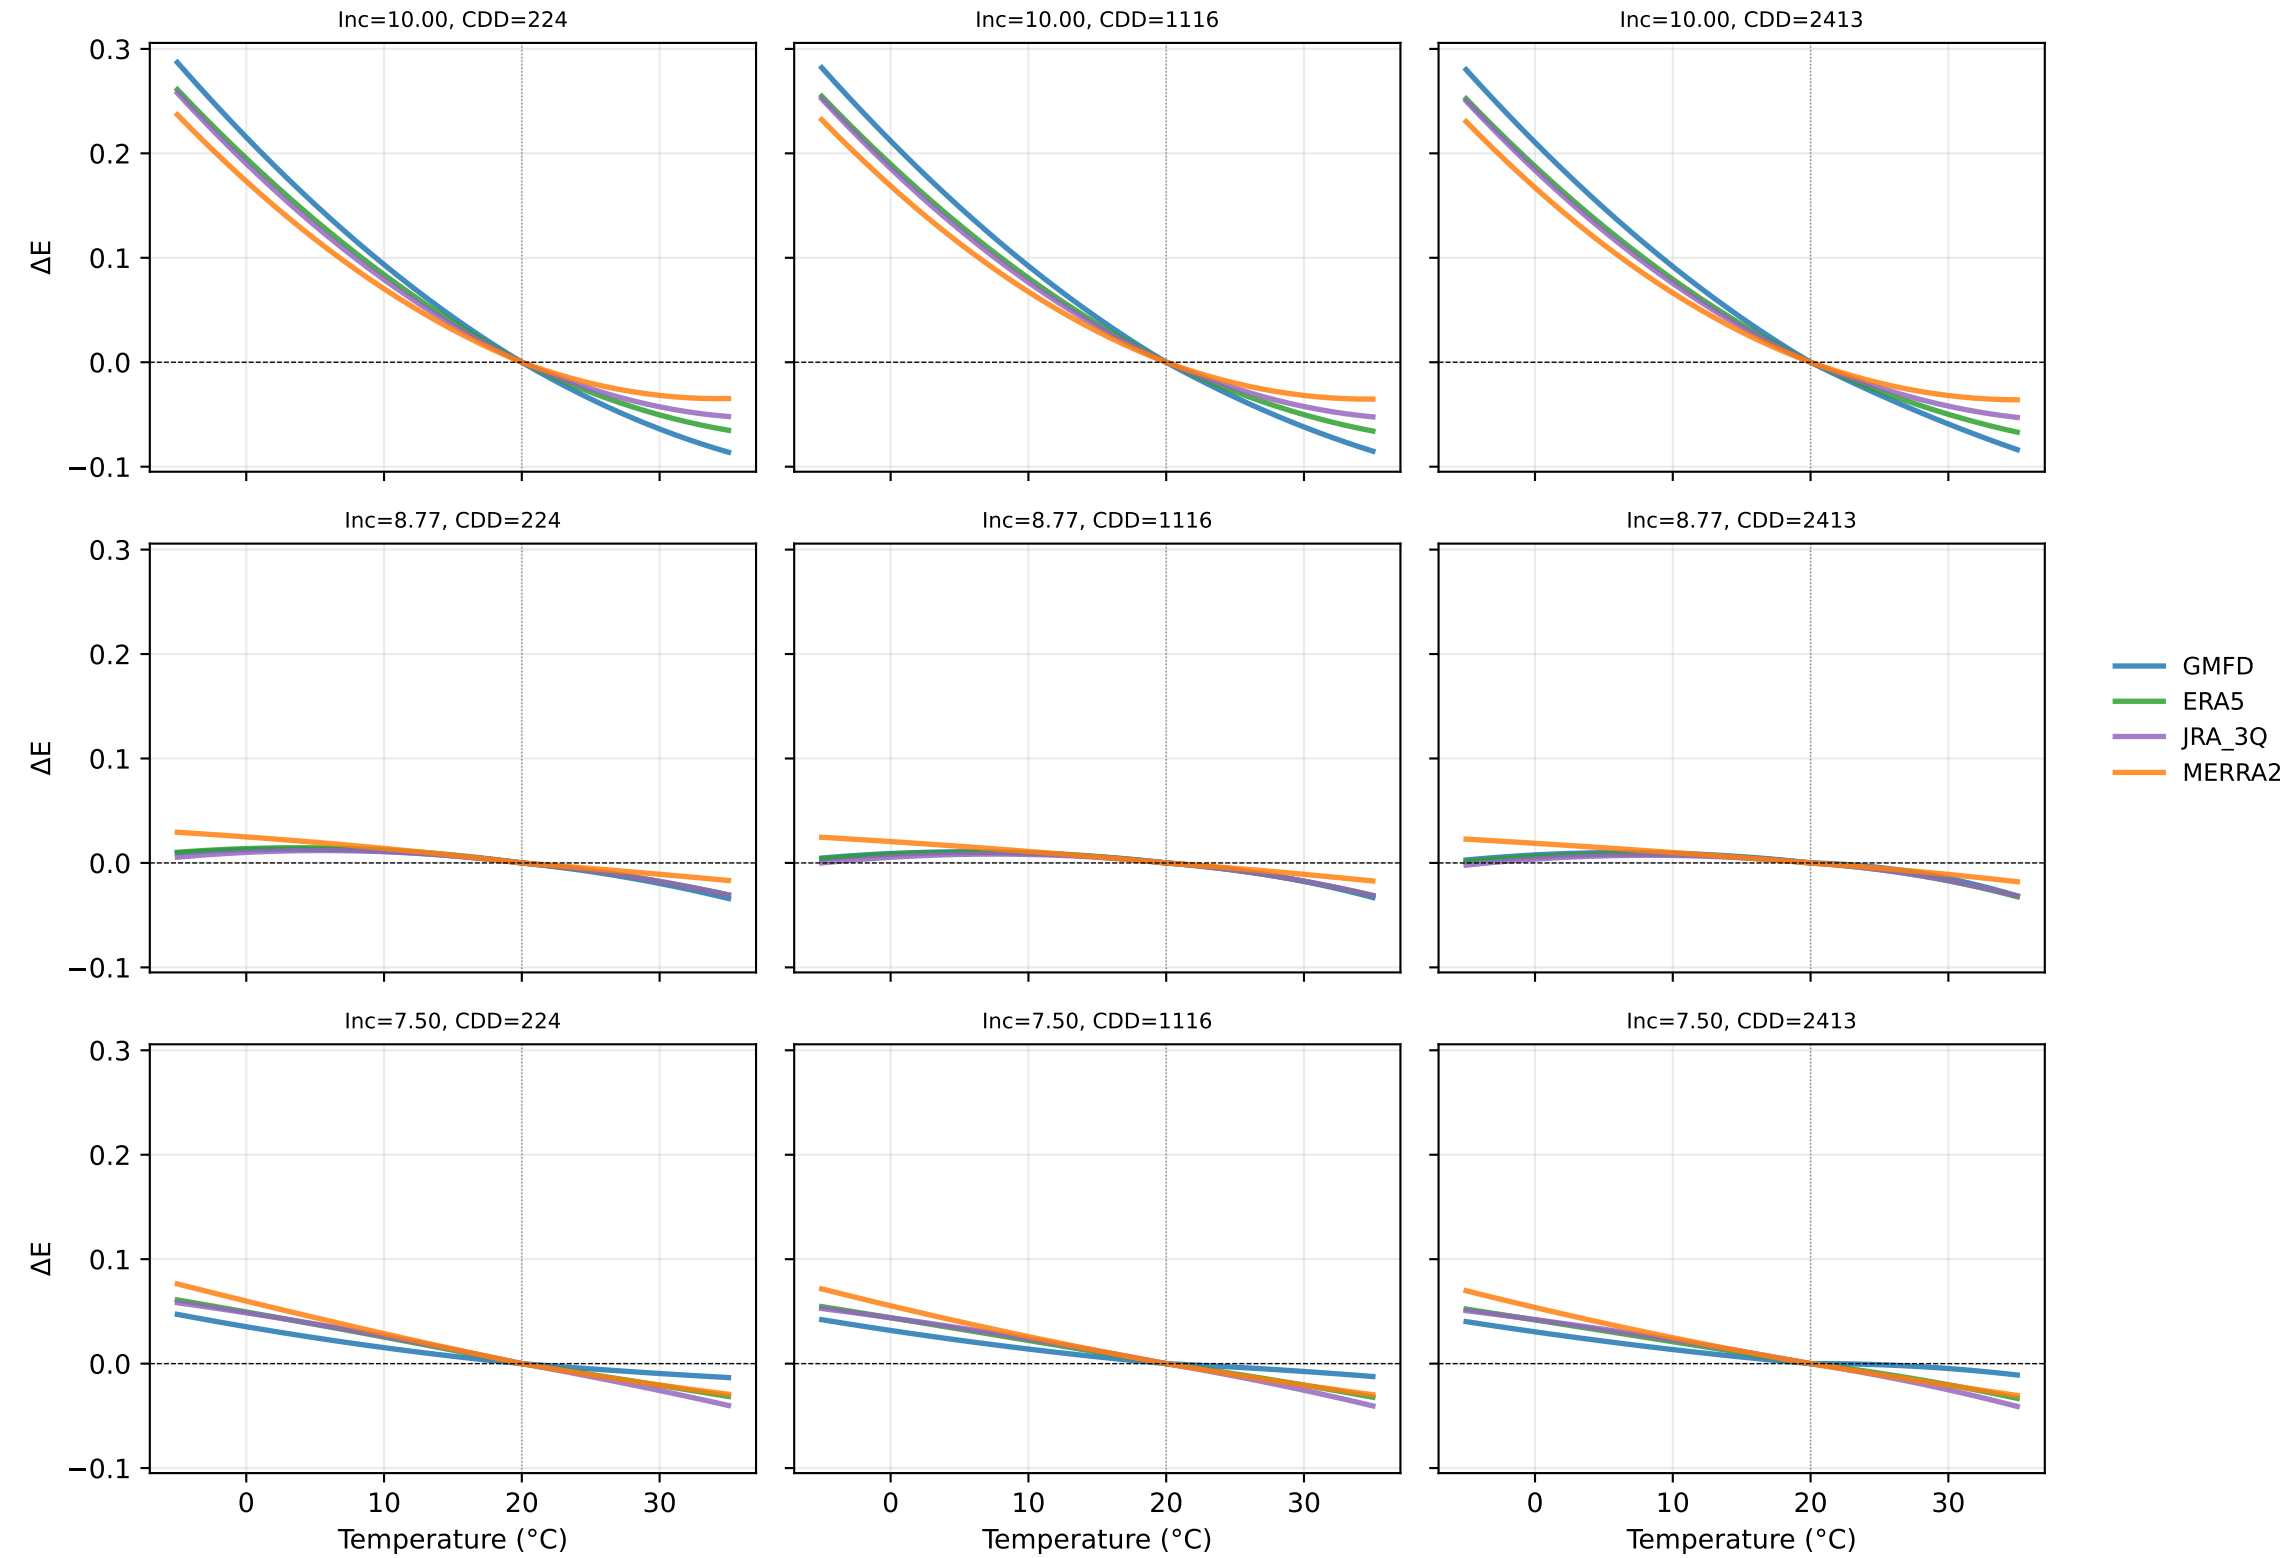 Inc=10.00, CDD=224
Inc=10.00, CDD=1116
Inc=10.00, CDD=2413
ΔE
0.3
0.2
0.1
0.0
−0.1
Inc=8.77, CDD=224
Inc=8.77, CDD=1116
Inc=8.77, CDD=2413
ΔE
0.3
0.2
0.1
0.0
−0.1
GMFD
ERA5
JRA_3Q
MERRA2
Inc=7.50, CDD=224
Inc=7.50, CDD=1116
Inc=7.50, CDD=2413
ΔE
0.3
0.2
0.1
0.0
−0.1
0 10 20 30
0 10 20 30
0 10 20 30
Temperature (°C)
Temperature (°C)
Temperature (°C)